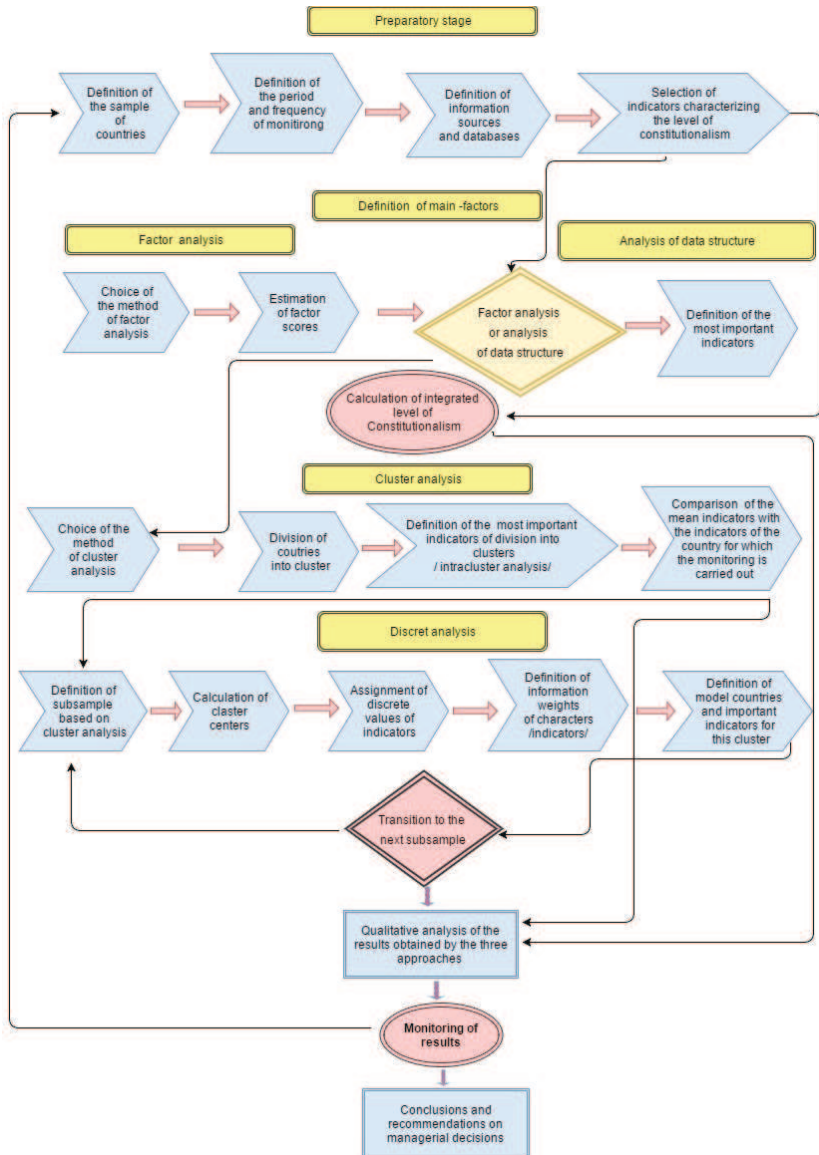 Preparatory stage
Definition of
the sample
of
countries
Definition of
the period
and frequency
of monitirong
Definition of
information
sources
and databases
Selection of
indicators characterizing
the level of
constitutionalism
Definition of main -factors
Factor analysis
Analysis of data structure
Choice of
the method
of factor
analysis
Estimation
of factor
scores
Factor analysis
or analysis
of data structure
Definition of the
most important
indicators
Calculation of integrated
level of
Constitutionalism
Cluster analysis
Choice of the
method
of cluster
analysis
Division of
coutries
into cluster
Definition of the most important
indicators of division into
clusters
/ intracluster analysis/
Comparison of the
mean indicators with
the indicators of the
country for which
the monitoring is
carried out
Discret analysis
Definition of
subsample
based on
cluster analysis
Calculation of
claster
centers
Assignment of
discrete
values of
indicators
Definition of
information
weights
of characters
/indicators/
Definition of
model countries
and important
indicators for
this cluster
Transition to the
next subsample
Qualitative analysis of the
results obtained by the three
approaches
Monitoring of
results
Conclusions and
recommendations on
managerial decisions